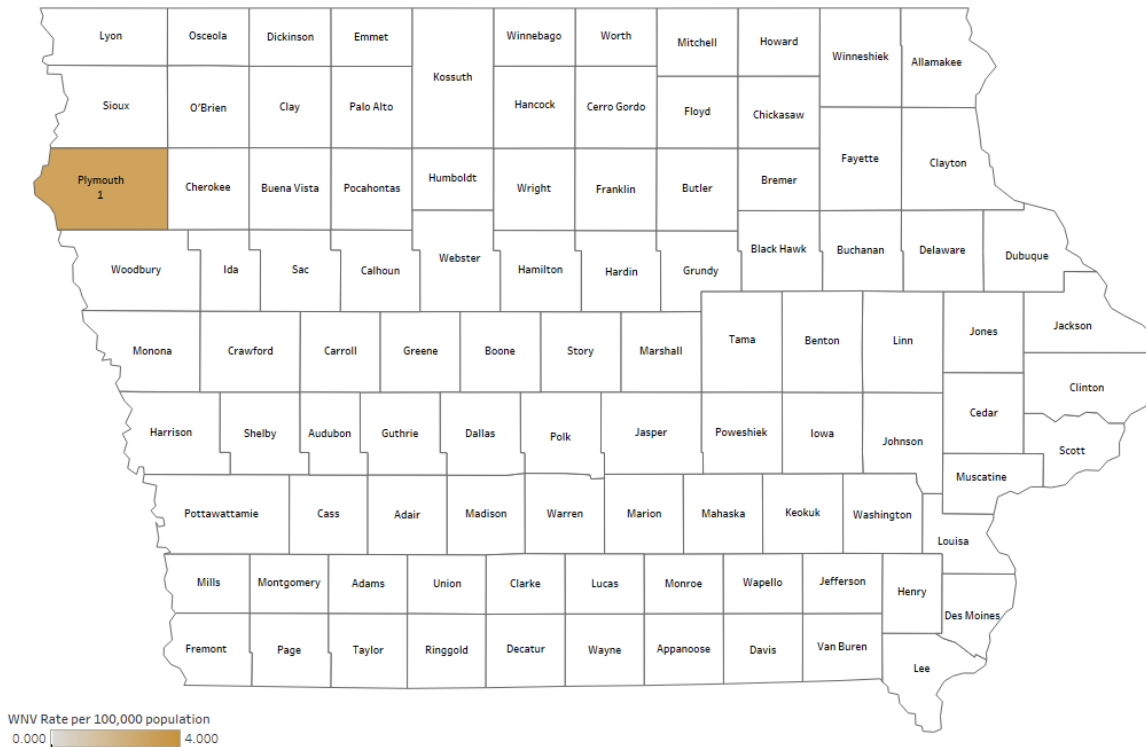 Lyon
Osceola
Dickinson
Emmet
Kossuth
Winnebago
Worth
Mitchell
Howard
Winneshiek
Allamakee
Sioux
O'Brien
Clay
Palo Alto
Hancock
Cerro Gordo
Floyd
Chickasaw
Fayette
Clayton
Plymouth
1
Cherokee
Buena Vista
Pocahontas
Humboldt
Wright
Franklin
Butler
Bremer
Woodbury
Ida
Sac
Calhoun
Webster
Hamilton
Hardin
Grundy
Black Hawk
Buchanan
Delaware
Dubuque
Monona
Crawford
Carroll
Greene
Boone
Story
Marshall
Tama
Benton
Linn
Jones
Jackson
Clinton
Cedar
Harrison
Shelby
Audubon
Guthrie
Dallas
Polk
Jasper
Poweshiek
Iowa
Johnson
Scott
Muscatine
Pottawattamie
Cass
Adair
Madison
Warren
Marion
Mahaska
Keokuk
Washington
Louisa
Mills
Montgomery
Adams
Union
Clarke
Lucas
Monroe
Wapello
Jefferson
Henry
Des Moines
Fremont
Page
Taylor
Ringgold
Decatur
Wayne
Appanoose
Davis
Van Buren
Lee
WNV Rate per 100,000 population
0.000 4.000